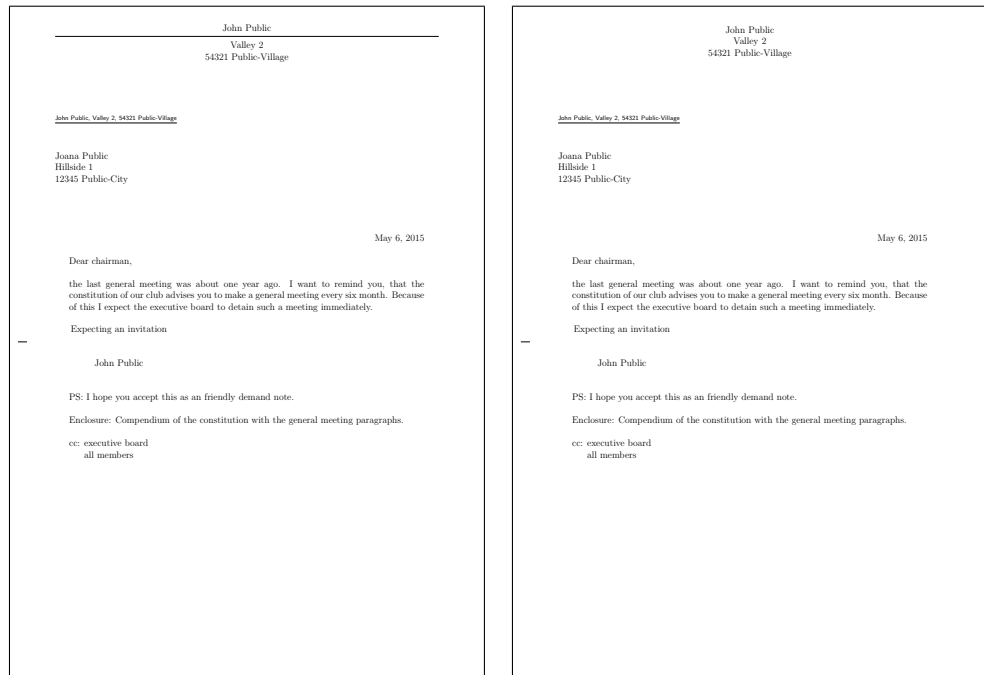 John Public
Valley 2
54321 Public-Village
John Public, Valley 2, 54321 Public-Village
Joana Public
Hillside 1
12345 Public-City
May 6, 2015
Dear chairman,
the last general meeting was about one year ago. I want to remind you, that the
constitution of our club advises you to make a general meeting every six month. Because
of this I expect the executive board to detain such a meeting immediately.
Expecting an invitation
John Public
PS: I hope you accept this as an friendly demand note.
Enclosure: Compendium of the constitution with the general meeting paragraphs.
cc: executive board
all members
John Public
Valley 2
54321 Public-Village
John Public, Valley 2, 54321 Public-Village
Joana Public
Hillside 1
12345 Public-City
May 6, 2015
Dear chairman,
the last general meeting was about one year ago. I want to remind you, that the
constitution of our club advises you to make a general meeting every six month. Because
of this I expect the executive board to detain such a meeting immediately.
Expecting an invitation
John Public
PS: I hope you accept this as an friendly demand note.
Enclosure: Compendium of the constitution with the general meeting paragraphs.
cc: executive board
all members